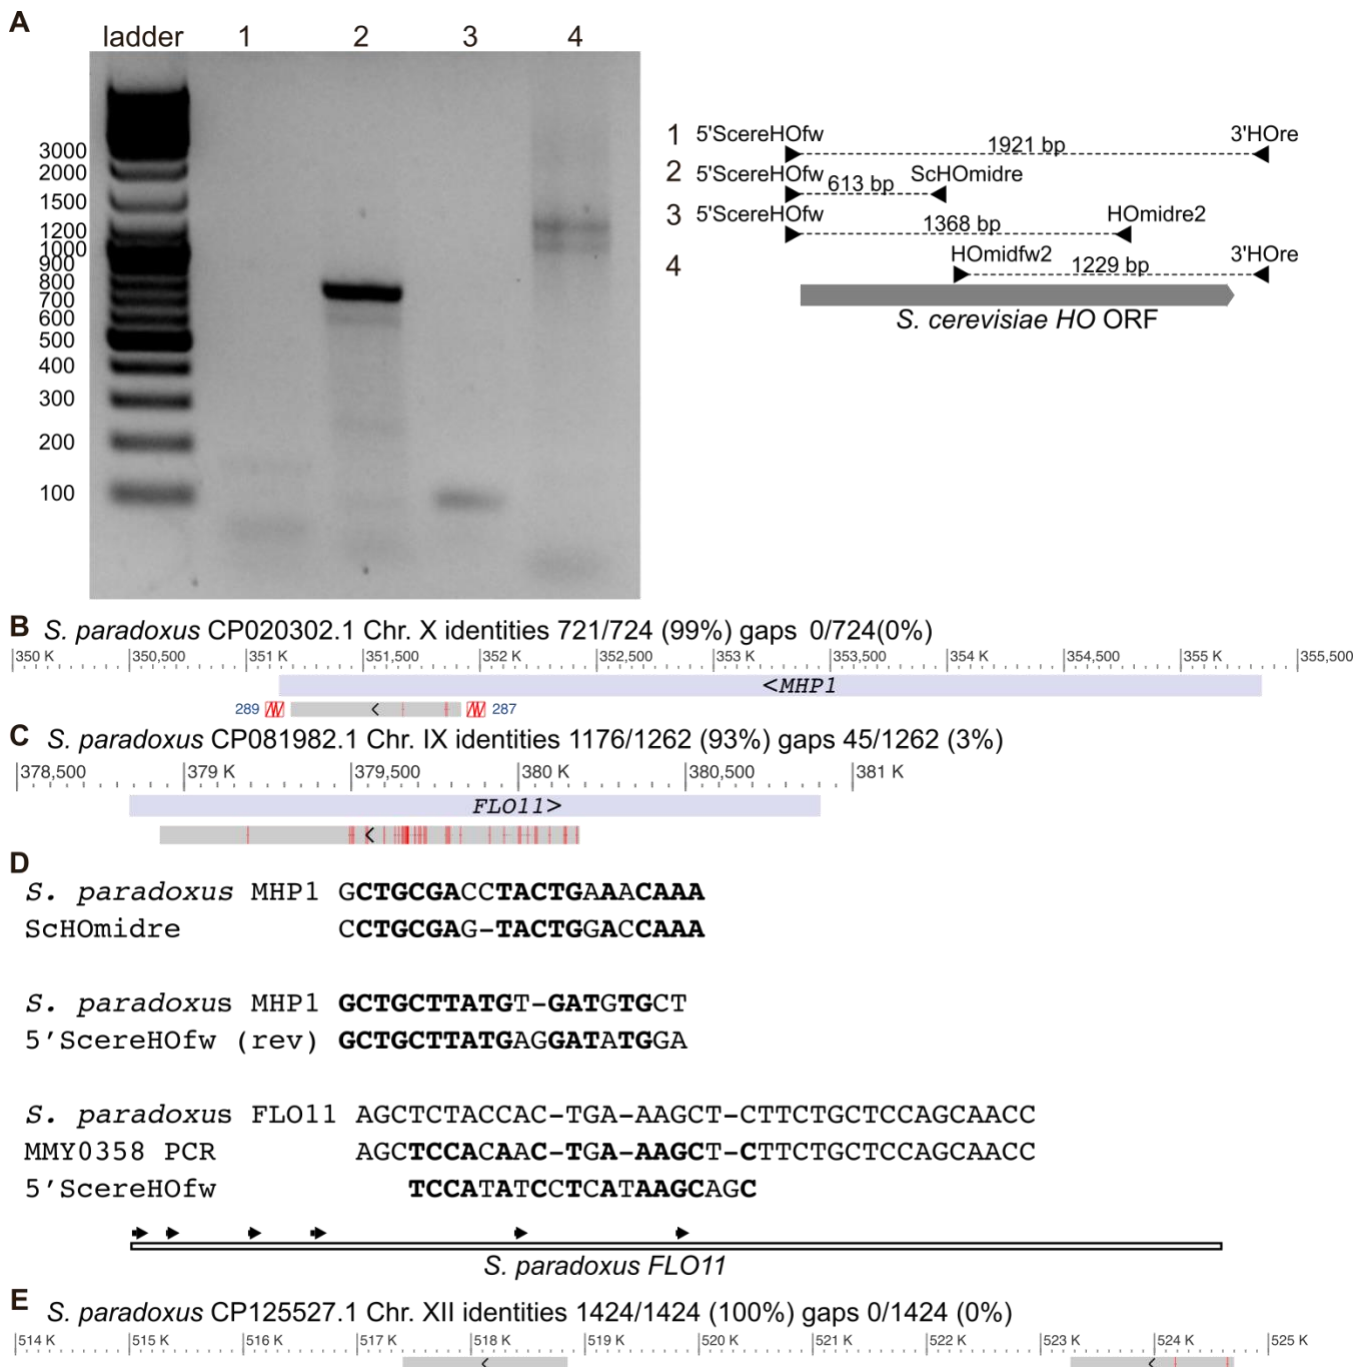 A
ladder 1 2 3 4
3000
2000
1500
1200
1000
900
800
700
600
500
400
300
200
100
1 5'ScereHOfw 1921 bp 3'HOre
2 5'ScereHOfw 613 bp ScHOmidre
3 5'ScereHOfw 1368 bp HOmidre2
4 HOmidfw2 1229 bp 3'HOre
S. cerevisiae HO ORF
B S. paradoxus CP020302.1 Chr. X identities 721/724 (99%) gaps 0/724(0%)
350 K 350,500 351 K 351,500 352 K 352,500 353 K 353,500 354 K 354,500 355 K 355,500
<MHP1
289 < 287
C S. paradoxus CP081982.1 Chr. IX identities 1176/1262 (93%) gaps 45/1262 (3%)
378,500 379 K 379,500 380 K 380,500 381 K
FLO11>
<
D
S. paradoxus MHP1 GCTGCGACCTACTGAAACAAA
ScHOmidre CCTGCGAG-TACTGGACCAAA
S. paradoxus MHP1 GCTGCTTATGT-GATGTGCT
5'ScereHOfw (rev) GCTGCTTATGAGGATATGGA
S. paradoxus FLO11 AGCTCTACCAC-TGA-AAGCT-CTTCTGCTCCAGCAACC
MMY0358 PCR AGCTCCACAAC-TGA-AAGCT-CTTCTGCTCCAGCAACC
5'ScereHOfw TCCATATCCTCATAAGCAGC
S. paradoxus FLO11
E S. paradoxus CP125527.1 Chr. XII identities 1424/1424 (100%) gaps 0/1424 (0%)
514 K 515 K 516 K 517 K 518 K 519 K 520 K 521 K 522 K 523 K 524 K 525 K
< <